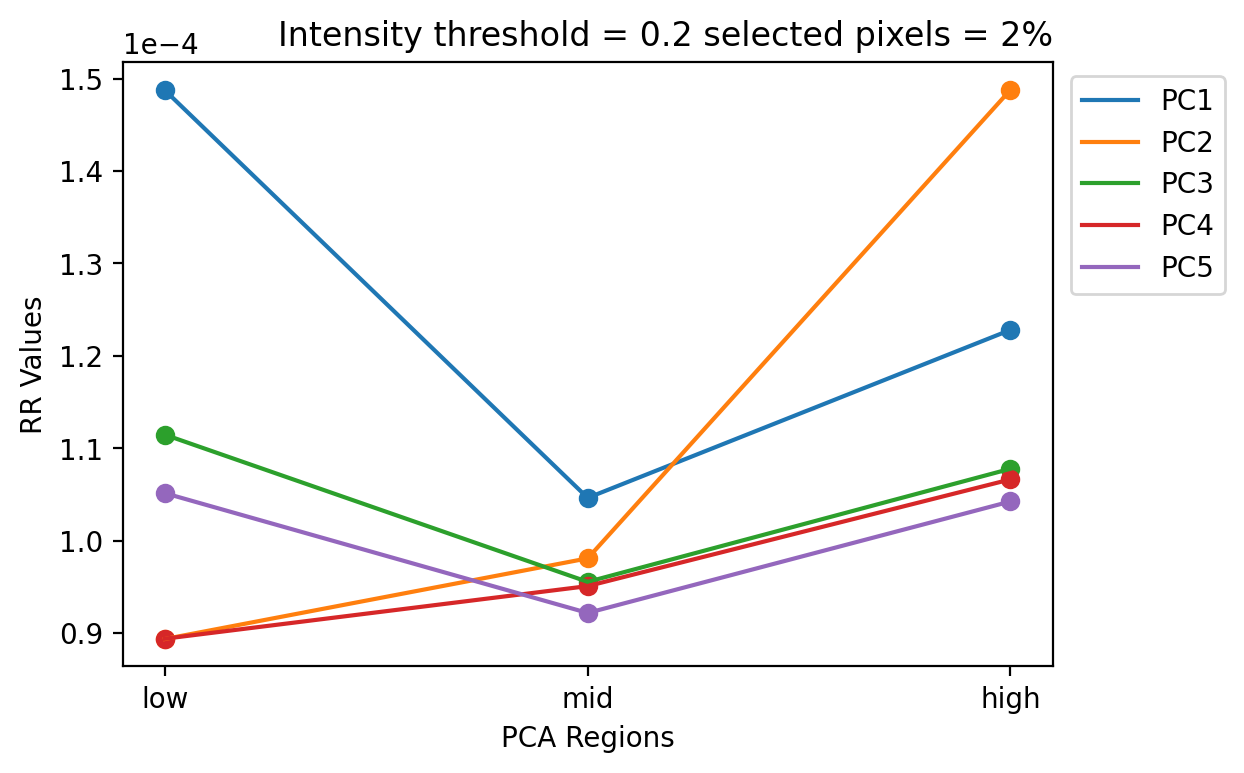 Intensity threshold = 0.2 selected pixels = 2%
1e−4
1.5
1.4
1.3
1.2
1.1
1.0
0.9
RR Values
low
mid
high
PCA Regions
PC1
PC2
PC3
PC4
PC5